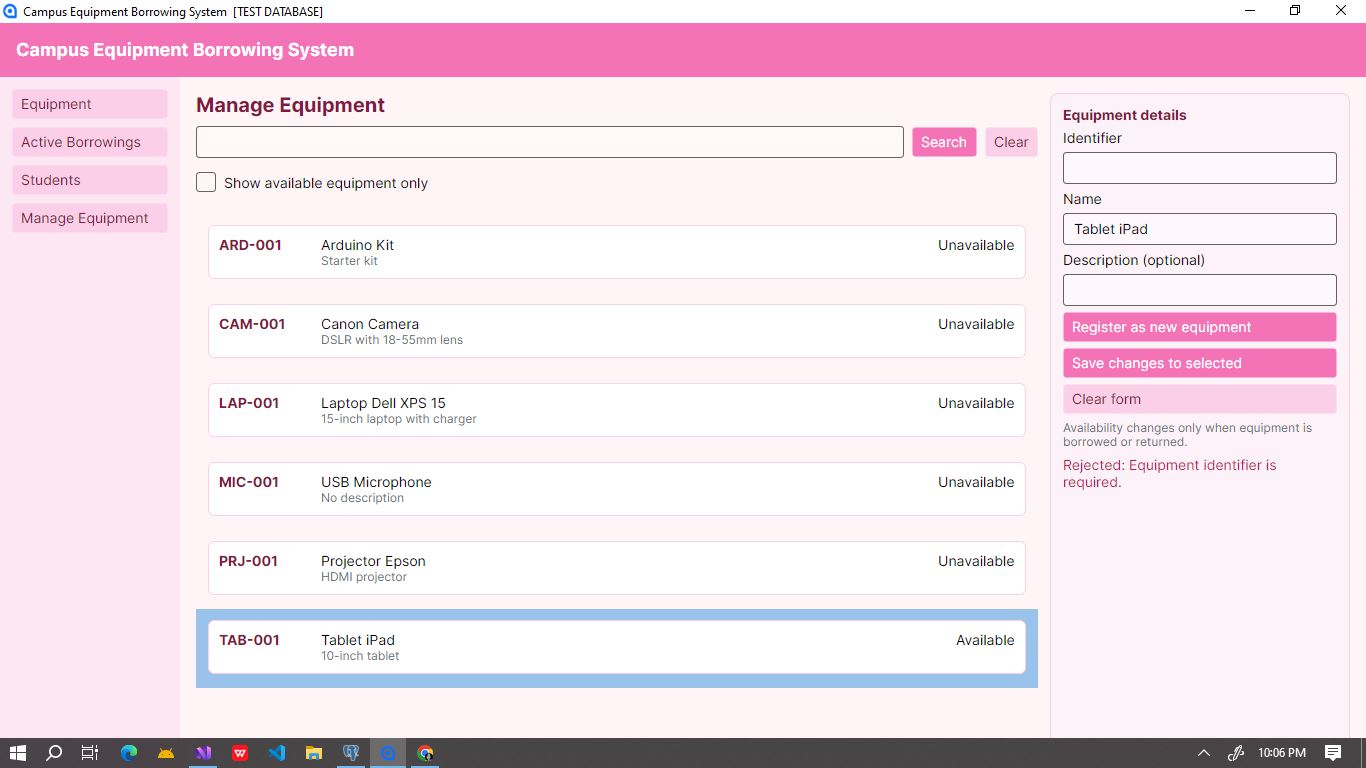 Campus Equipment Borrowing System [TEST DATABASE]
Campus Equipment Borrowing System
Equipment
Active Borrowings
Students
Manage Equipment
Manage Equipment
Search
Clear
Show available equipment only
ARD-001
Arduino Kit
Starter kit
Unavailable
CAM-001
Canon Camera
DSLR with 18-55mm lens
Unavailable
LAP-001
Laptop Dell XPS 15
15-inch laptop with charger
Unavailable
MIC-001
USB Microphone
No description
Unavailable
PRJ-001
Projector Epson
HDMI projector
Unavailable
TAB-001
Tablet iPad
10-inch tablet
Available
Equipment details
Identifier
Name
Tablet iPad
Description (optional)
Register as new equipment
Save changes to selected
Clear form
Availability changes only when equipment is
borrowed or returned.
Rejected: Equipment identifier is
required.
10:06 PM